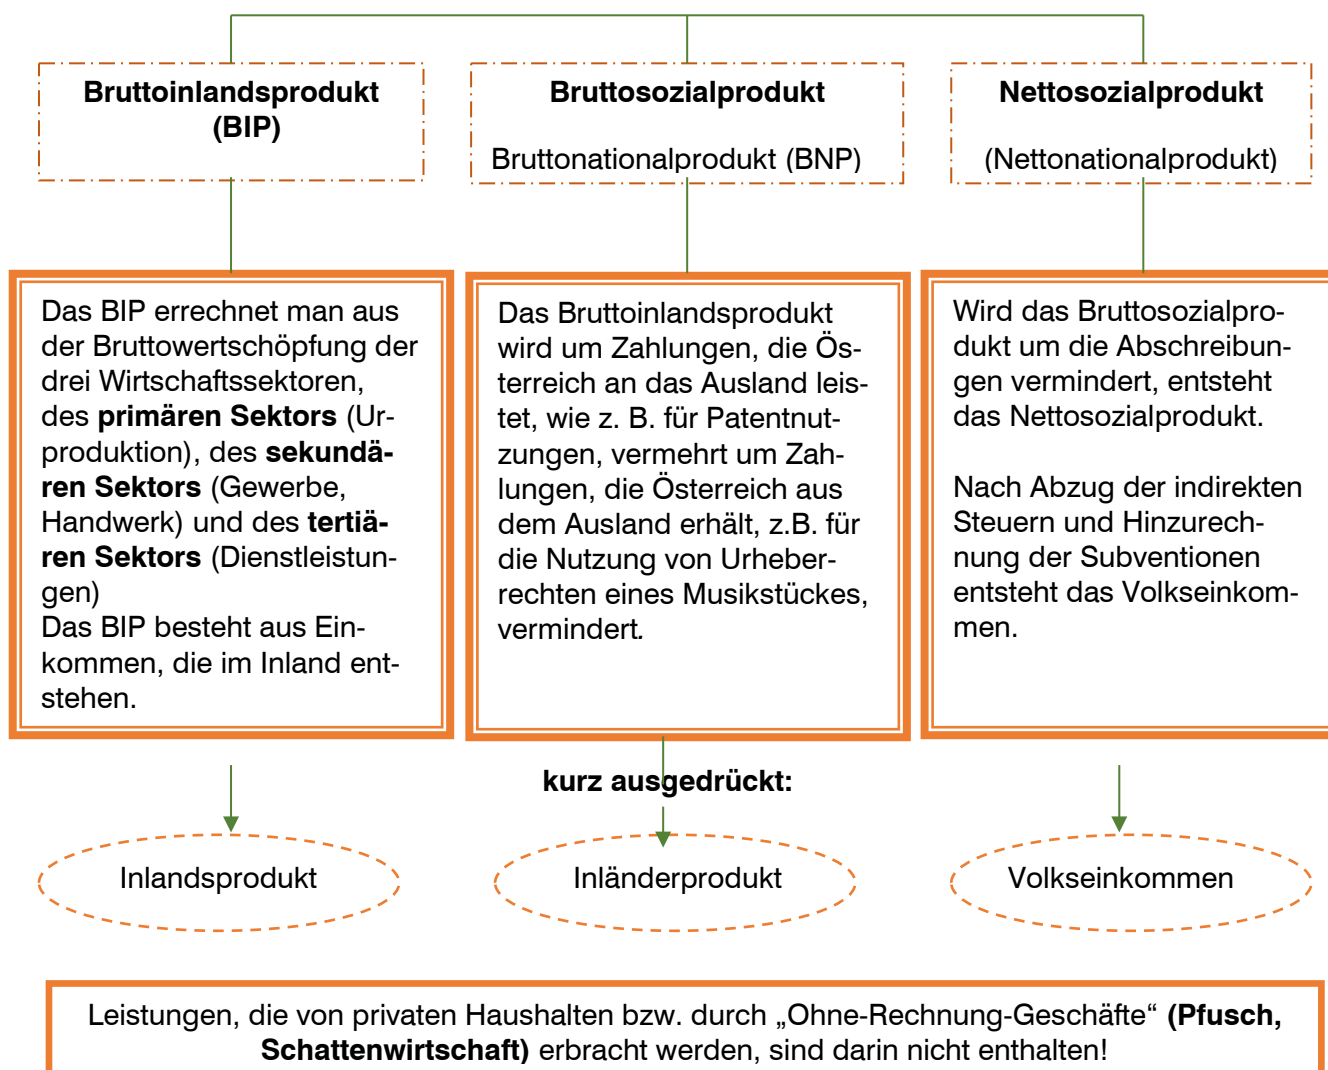 Bruttoinlandsprodukt
(BIP)
Bruttosozialprodukt
Bruttonationalprodukt (BNP)
Nettosozialprodukt
(Nettonationalprodukt)
Das BIP errechnet man aus
der Bruttowertschöpfung der
drei Wirtschaftssektoren,
des primären Sektors (Ur-
produktion), des sekundä-
ren Sektors (Gewerbe,
Handwerk) und des tertiä-
ren Sektors (Dienstleistun-
gen)
Das BIP besteht aus Ein-
kommen, die im Inland ent-
stehen.
Das Bruttoinlandsprodukt
wird um Zahlungen, die Ös-
terreich an das Ausland leis-
tet, wie z. B. für Patentnut-
zungen, vermehrt um Zah-
lungen, die Österreich aus
dem Ausland erhält, z.B. für
die Nutzung von Urheber-
rechten eines Musikstückes,
vermindert.
Wird das Bruttosozialpro-
dukt um die Abschreibun-
gen vermindert, entsteht
das Nettosozialprodukt.
Nach Abzug der indirekten
Steuern und Hinzurech-
nung der Subventionen
entsteht das Volkseinkom-
men.
kurz ausgedrückt:
Inlandsprodukt
Inländerprodukt
Volkseinkommen
Leistungen, die von privaten Haushalten bzw. durch „Ohne-Rechnung-Geschäfte“ (Pfusch,
Schattenwirtschaft) erbracht werden, sind darin nicht enthalten!